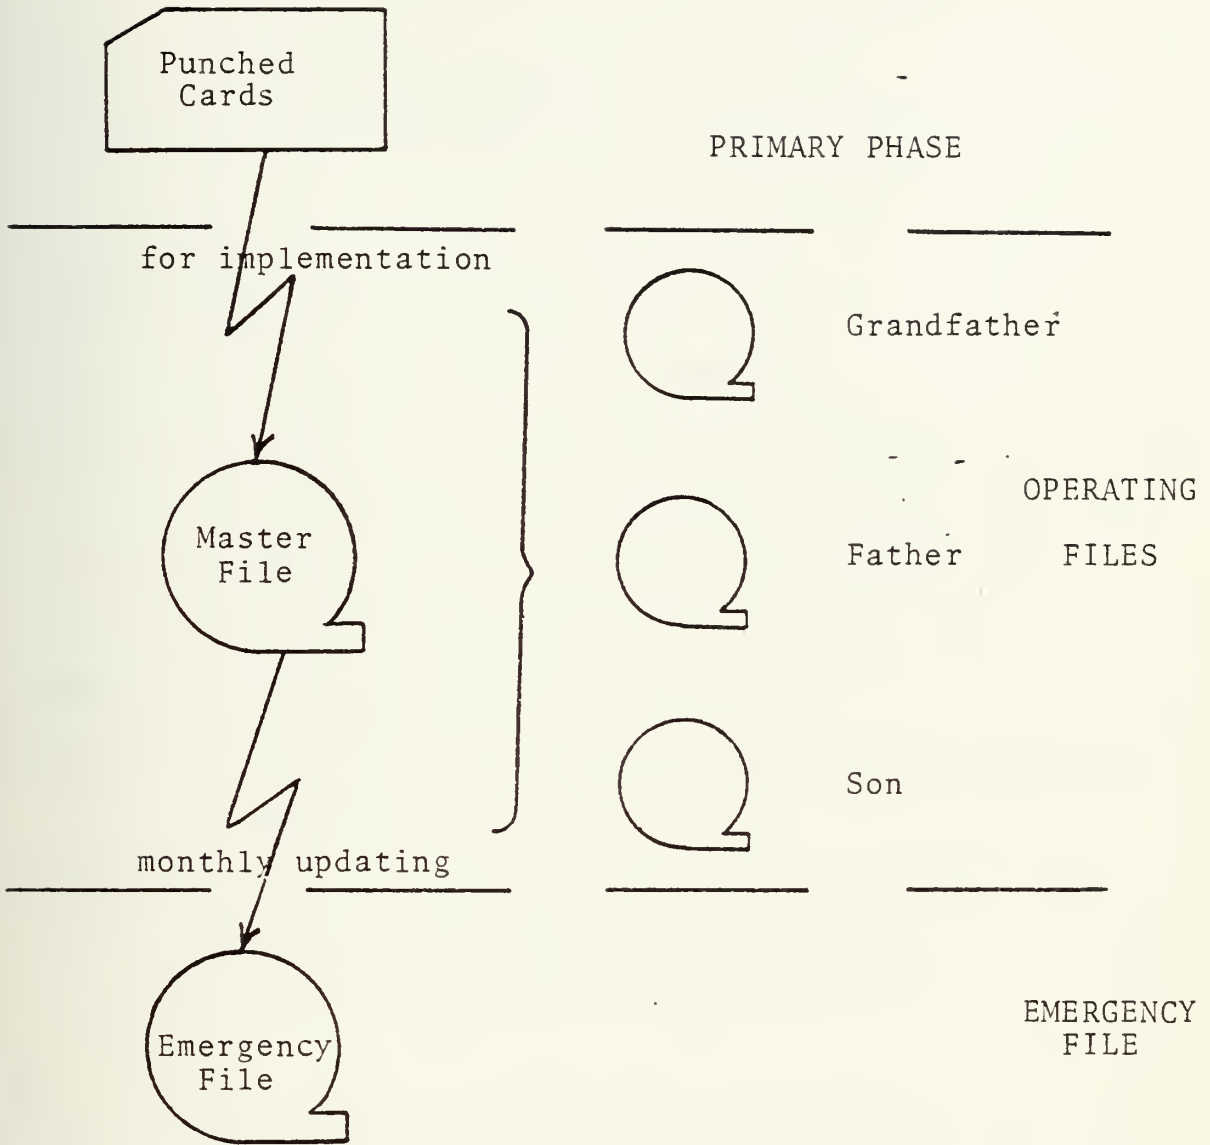 Punched
Cards
PRIMARY PHASE
for implementation
Grandfather
Master
File
OPERATING
Father FILES
Son
monthly updating
Emergency
File
EMERGENCY
FILE